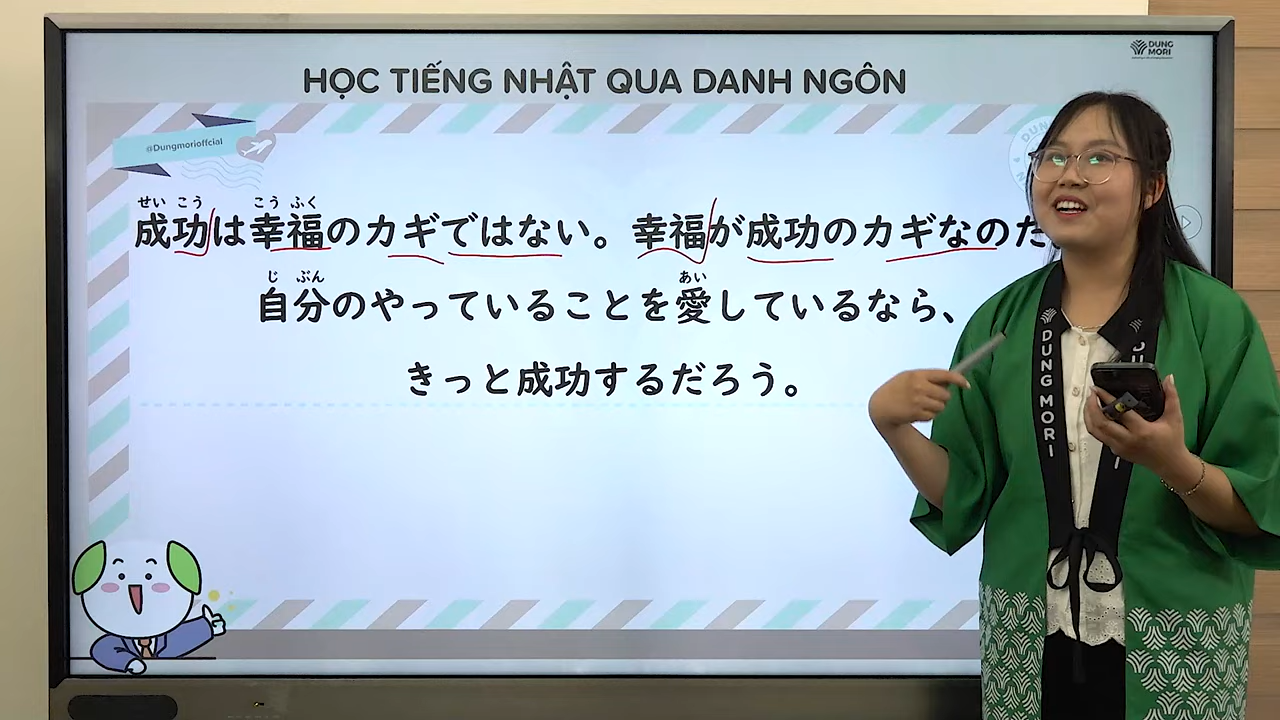 DUNG MORI
HỌC TIẾNG NHẬT QUA DANH NGÔN
@Dungmorioffcial
せい こう こう ふく
成功は幸福のカギではない。幸福が成功のカギなのだ
じ ぶん あい
自分のやっていることを愛しているなら、
きっと成功するだろう。
DUNG MORI